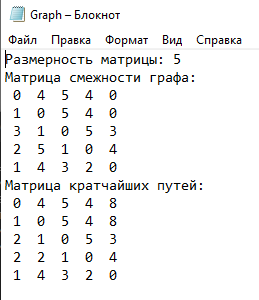 Graph – Блокнот
Файл Правка Формат Вид Справка
Размерность матрицы: 5
Матрица смежности графа:
0 4 5 4 0
1 0 5 4 0
3 1 0 5 3
2 5 1 0 4
1 4 3 2 0
Матрица кратчайших путей:
0 4 5 4 8
1 0 5 4 8
2 1 0 5 3
2 2 1 0 4
1 4 3 2 0